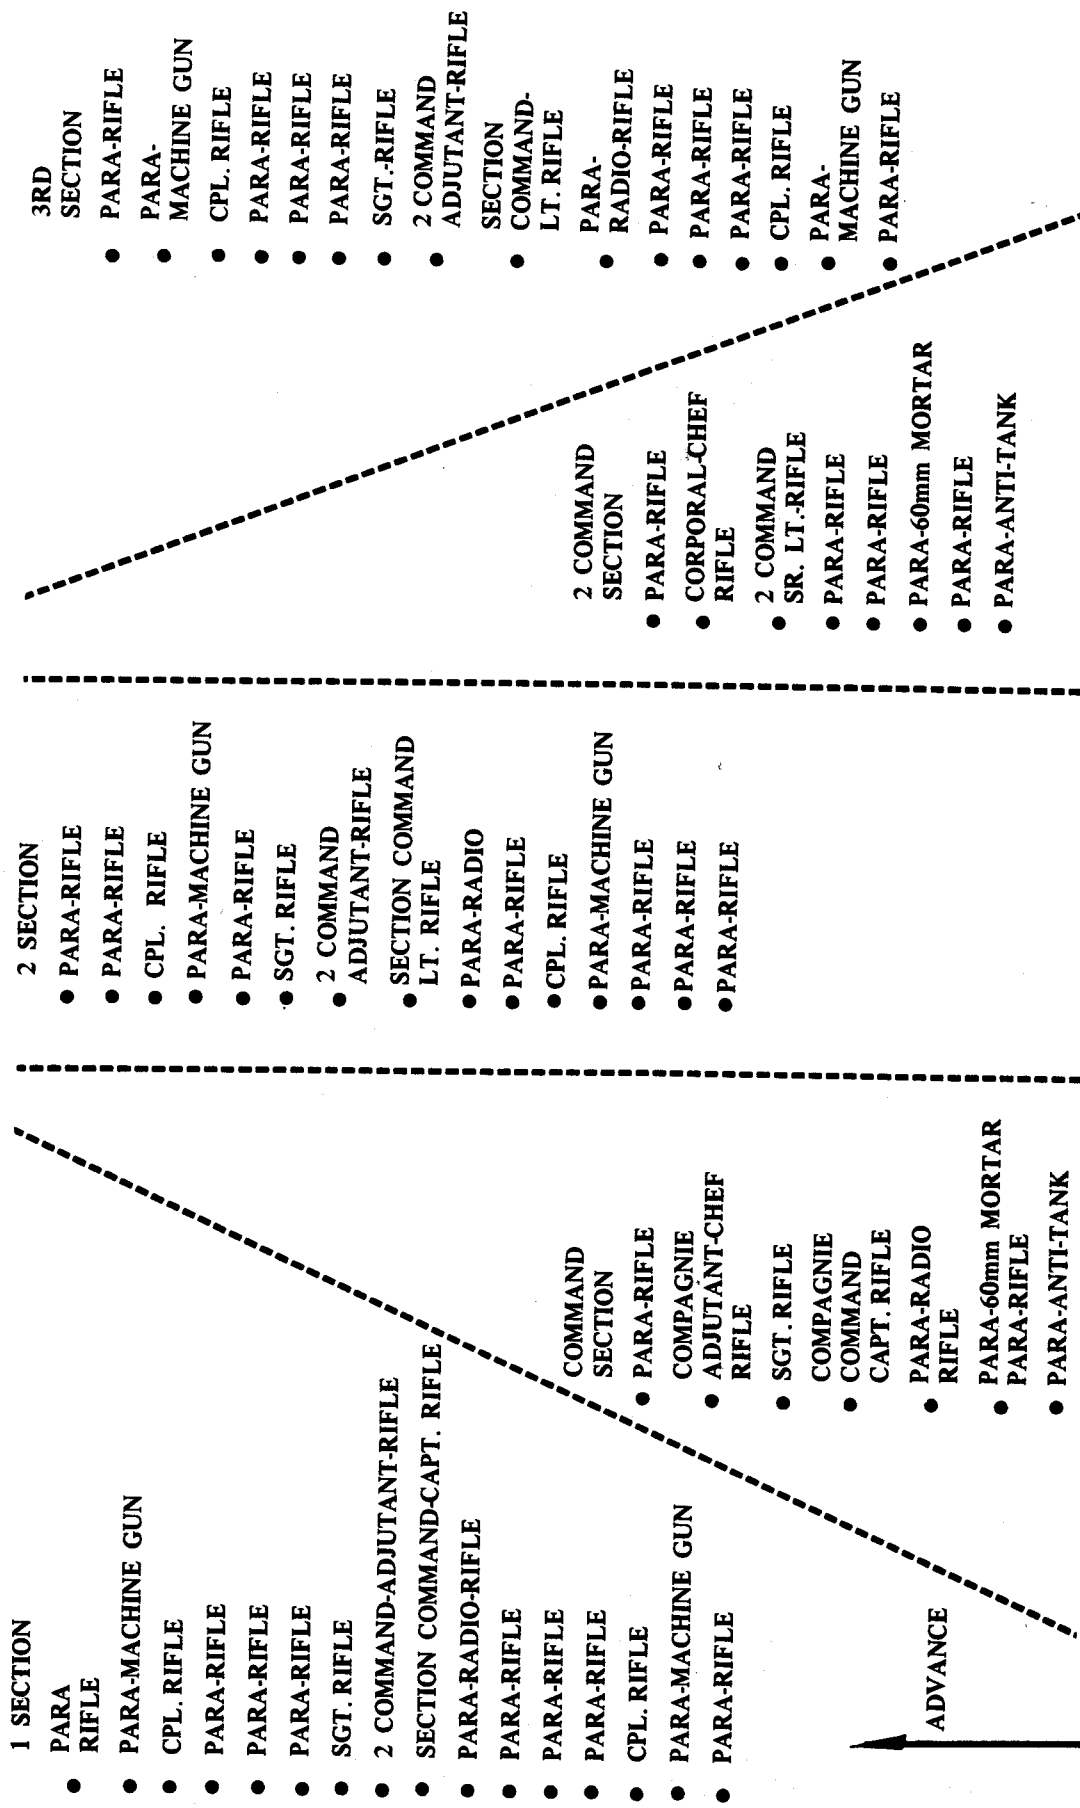 1 SECTION
PARA
RIFLE
PARA-MACHINE GUN
CPL. RIFLE
PARA-RIFLE
PARA-RIFLE
PARA-RIFLE
SGT. RIFLE
2 COMMAND-ADJUTANT-RIFLE
SECTION COMMAND-CAPT. RIFLE
PARA-RADIO-RIFLE
PARA-RIFLE
PARA-RIFLE
PARA-RIFLE
CPL. RIFLE
PARA-MACHINE GUN
PARA-RIFLE
ADVANCE
COMMAND
SECTION
PARA-RIFLE
COMPAGNIE
ADJUTANT-CHEF
RIFLE
SGT. RIFLE
COMPAGNIE
COMMAND
CAPT. RIFLE
PARA-RADIO
RIFLE
PARA-60mm MORTAR
PARA-RIFLE
PARA-ANTI-TANK
2 SECTION
PARA-RIFLE
PARA-RIFLE
CPL. RIFLE
PARA-MACHINE GUN
PARA-RIFLE
SGT. RIFLE
2 COMMAND
ADJUTANT-RIFLE
SECTION COMMAND
LT. RIFLE
PARA-RADIO
PARA-RIFLE
CPL. RIFLE
PARA-MACHINE GUN
PARA-RIFLE
PARA-RIFLE
PARA-RIFLE
2 COMMAND
SECTION
PARA-RIFLE
CORPORAL-CHEF
RIFLE
2 COMMAND
SR. LT.-RIFLE
PARA-RIFLE
PARA-RIFLE
PARA-60mm MORTAR
PARA-RIFLE
PARA-ANTI-TANK
3RD
SECTION
PARA-RIFLE
PARA-
MACHINE GUN
CPL. RIFLE
PARA-RIFLE
PARA-RIFLE
PARA-RIFLE
SGT.-RIFLE
2 COMMAND
ADJUTANT-RIFLE
SECTION
COMMAND-
LT. RIFLE
PARA-
RADIO-RIFLE
PARA-RIFLE
PARA-RIFLE
PARA-RIFLE
CPL. RIFLE
PARA-
MACHINE GUN
PARA-RIFLE